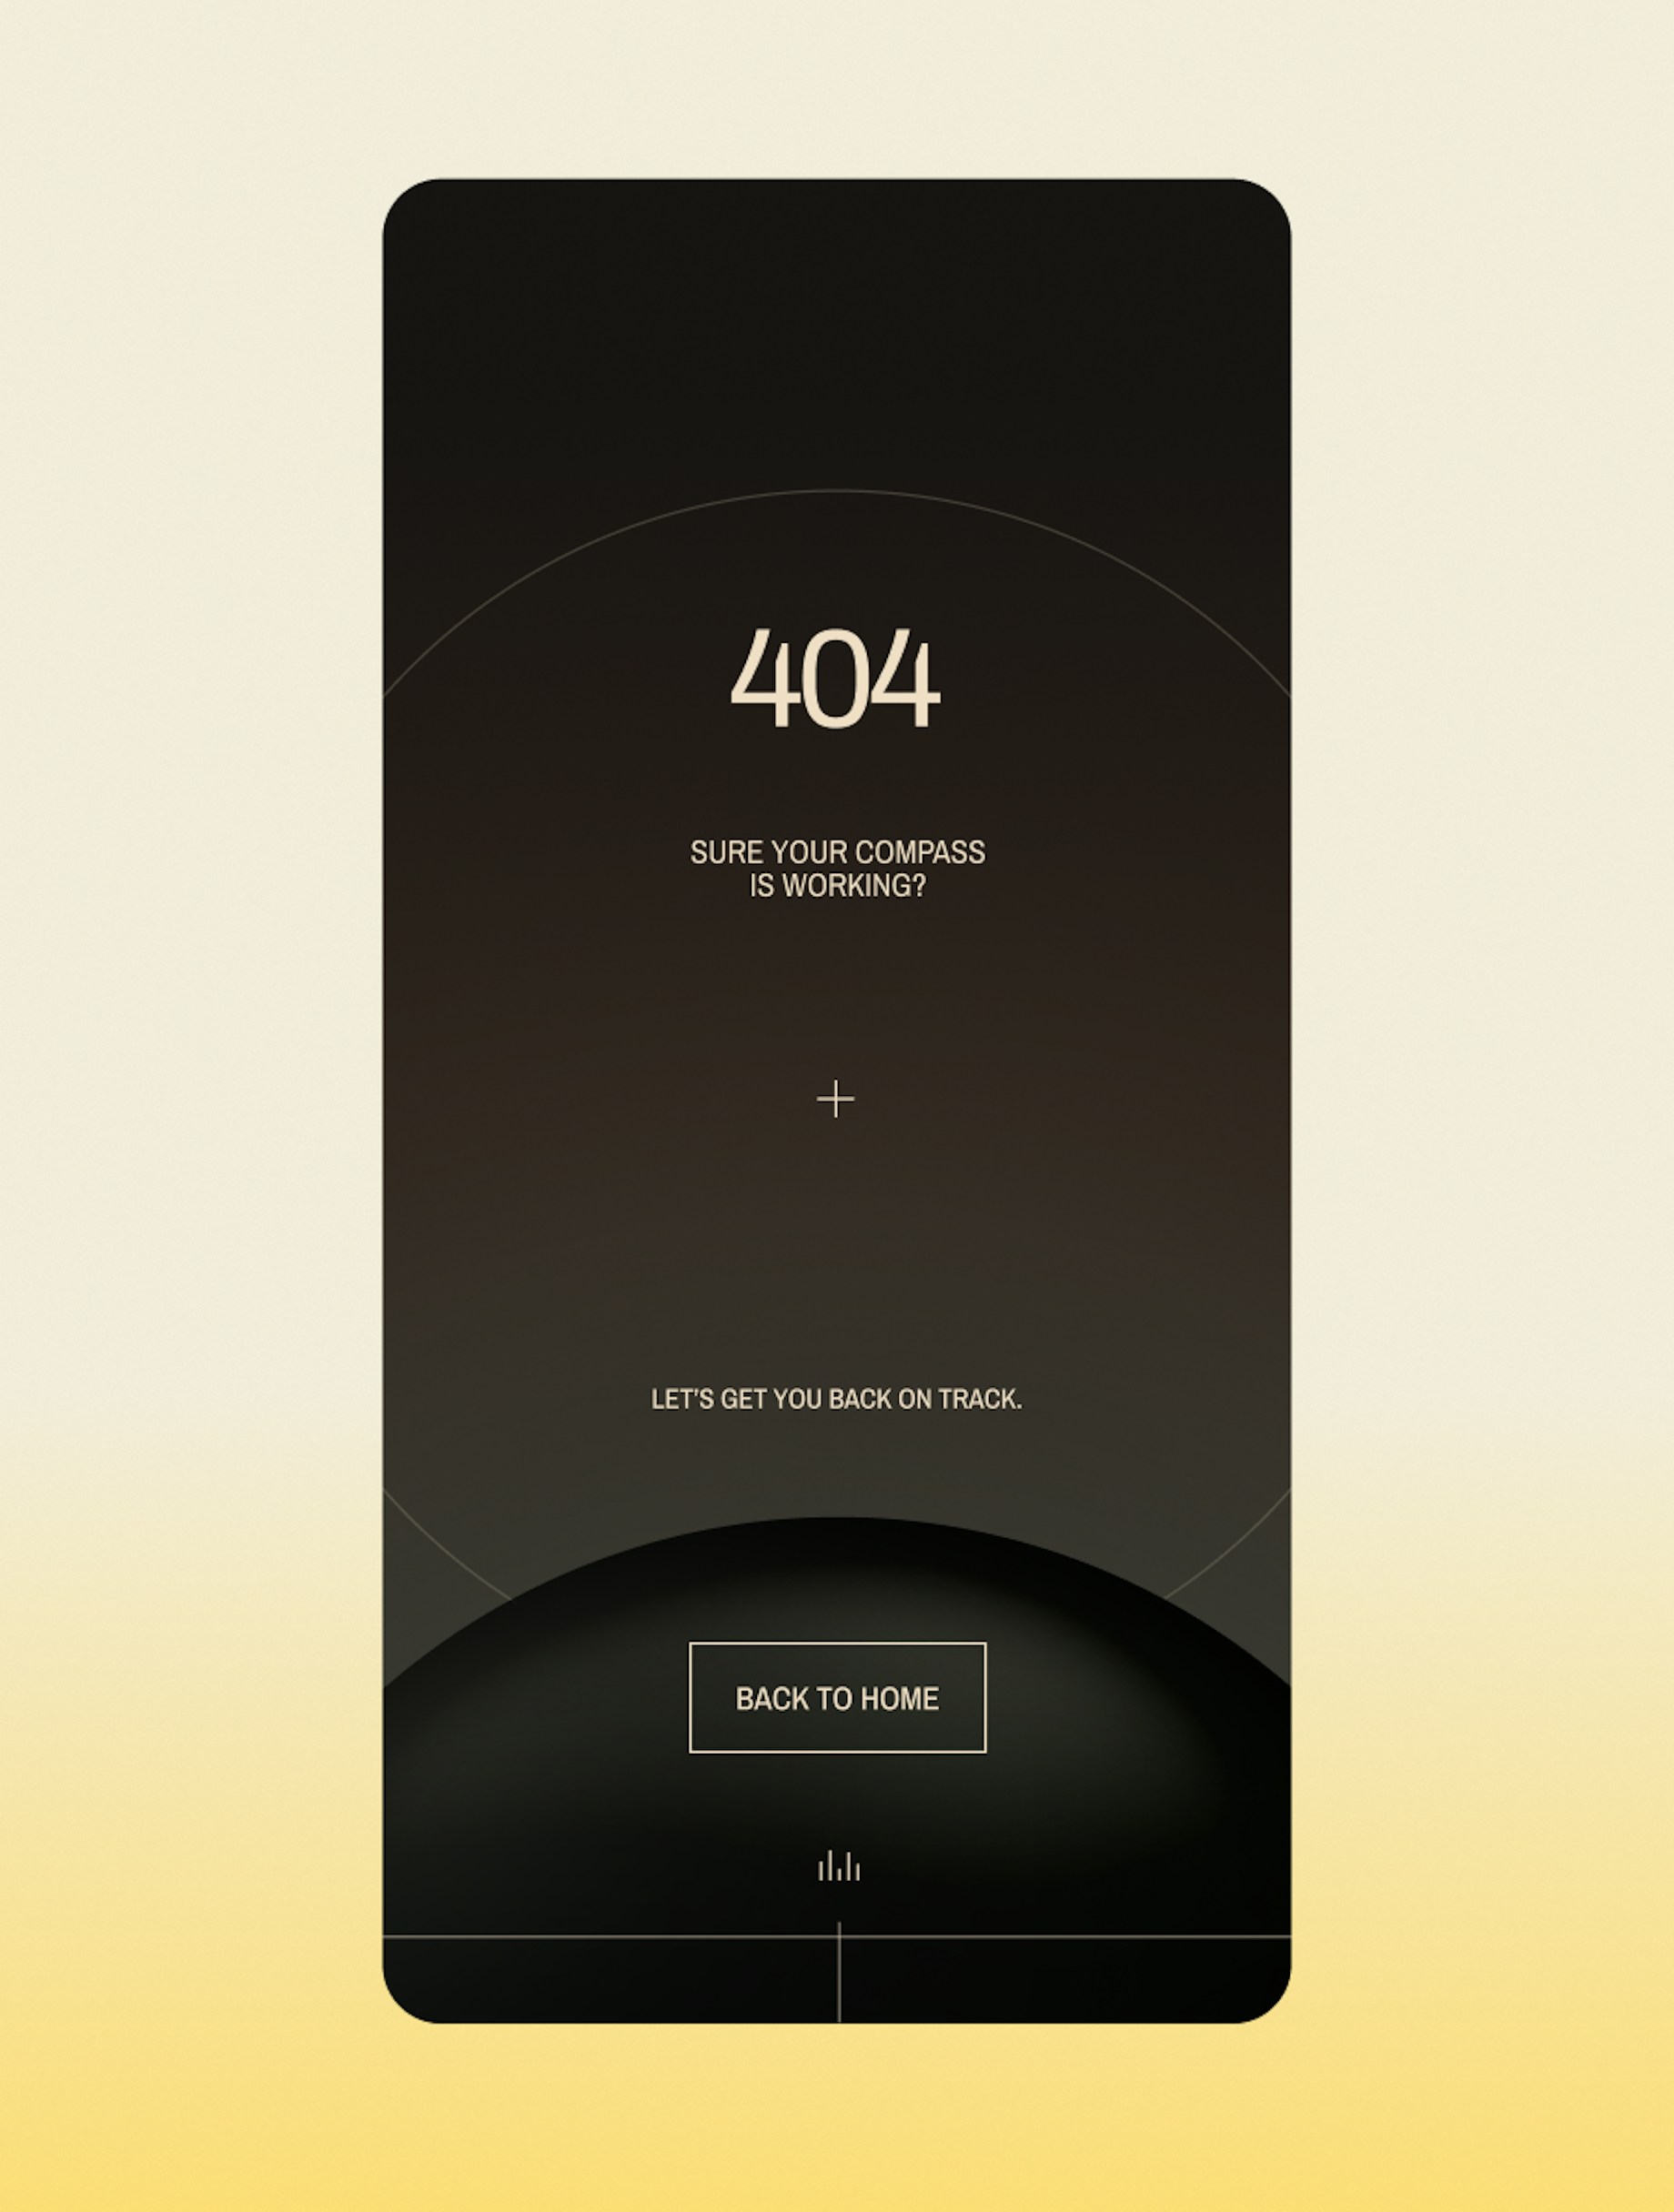 404
SURE YOUR COMPASS
IS WORKING?
LET'S GET YOU BACK ON TRACK.
BACK TO HOME